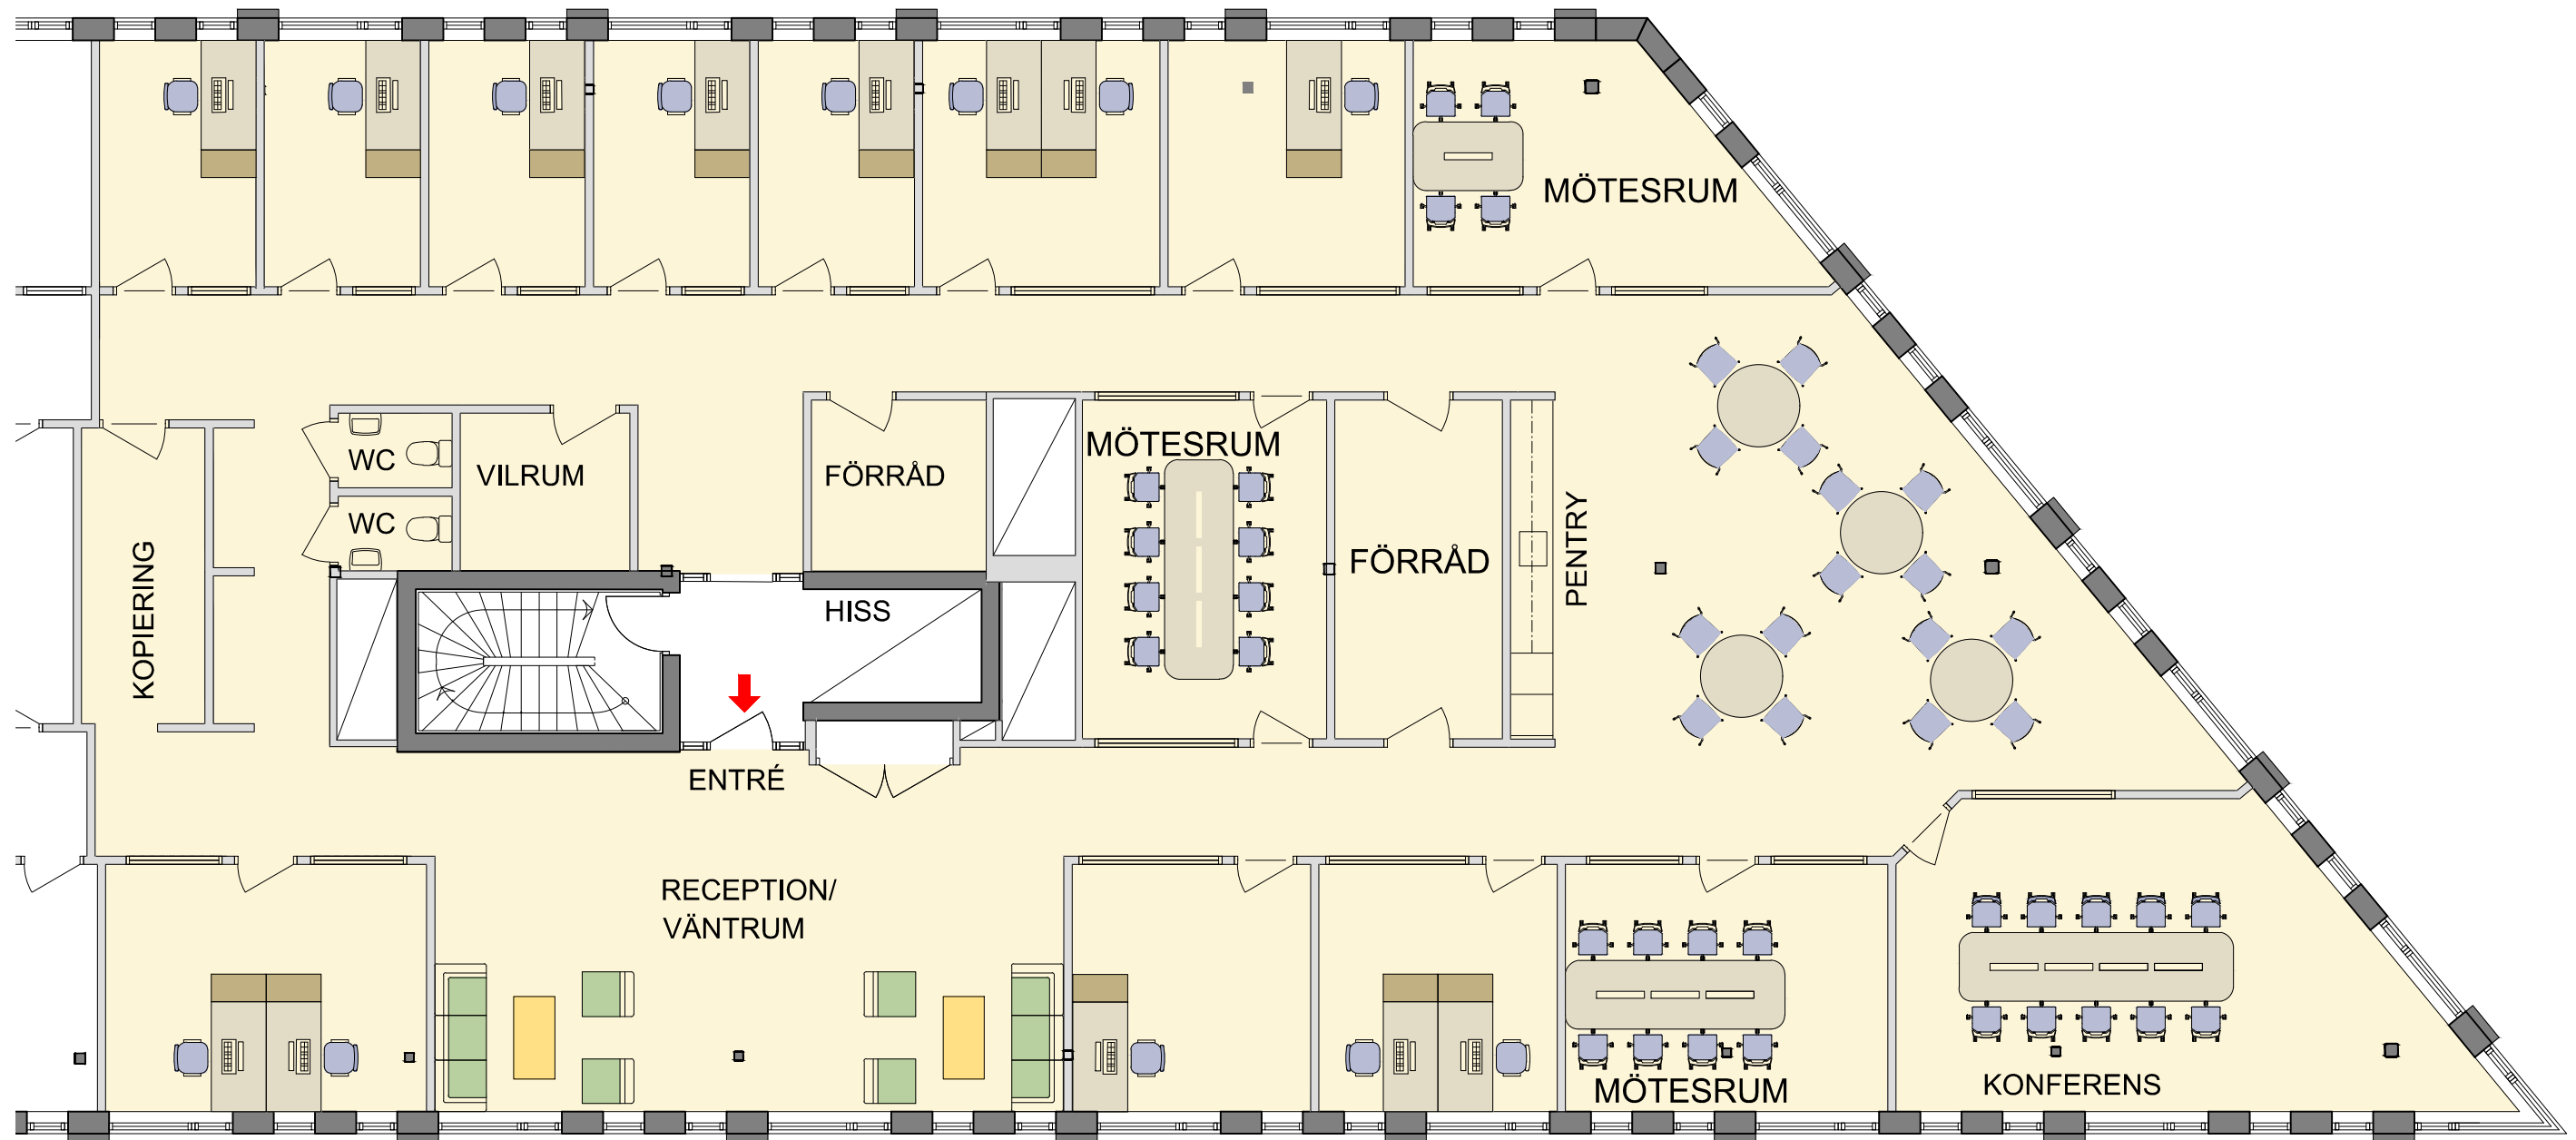 MÖTESRUM
MÖTESRUM
WC
VILRUM
FÖRRÅD
WC
KOPIERING
HISS
FÖRRÅD
PENTRY
ENTRÉ
RECEPTION/
VÄNTRUM
MÖTESRUM
KONFERENS